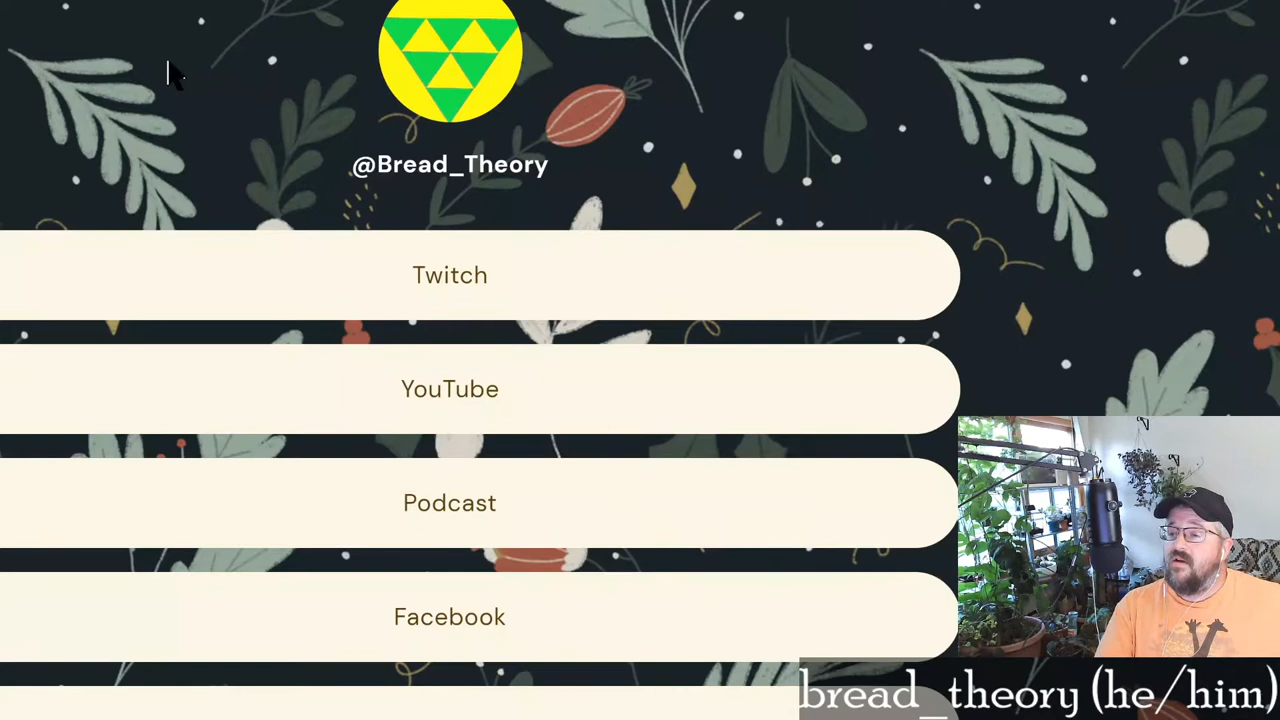 @Bread_Theory
Twitch
YouTube
Podcast
Facebook
bread_theory (he/him)